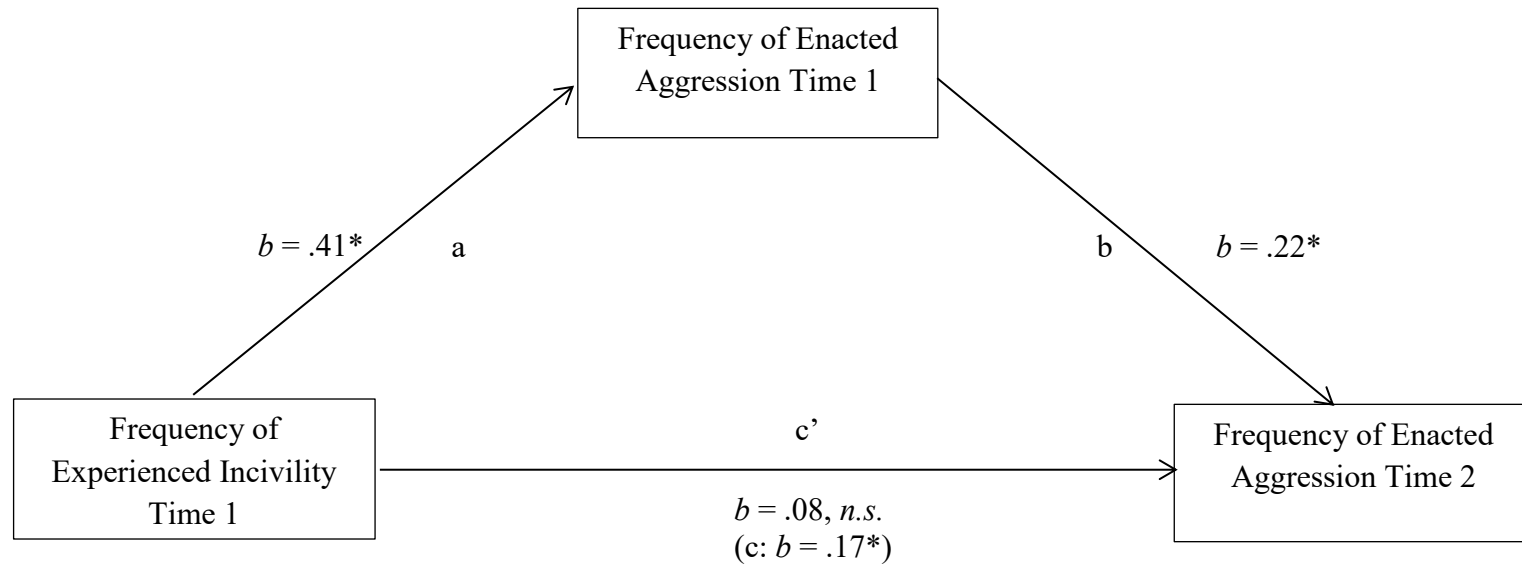 Frequency of Enacted
Aggression Time 1
b = .41*
a
b
b = .22*
Frequency of
Experienced Incivility
Time 1
c’
b = .08, n.s.
(c: b = .17*)
Frequency of Enacted
Aggression Time 2